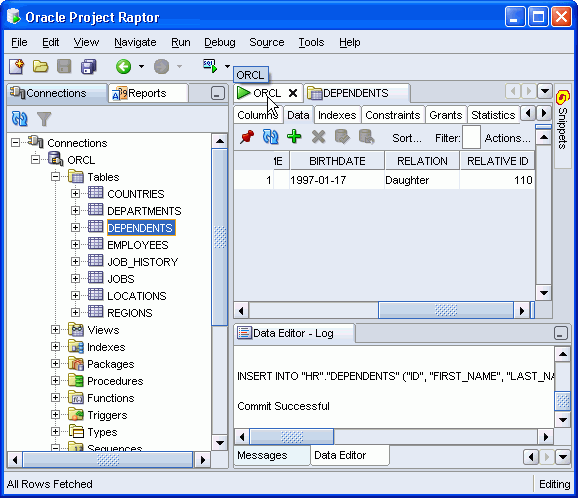 Oracle Project Raptor
File Edit View Navigate Run Debug Source Tools Help
SQL
ORCL
Connections
Reports
ORCL
DEPENDENTS
Snippets
Columns Data Indexes Constraints Grants Statistics
Sort... Filter: Actions...
ME BIRTHDATE RELATION RELATIVE ID
1 1997-01-17 Daughter 110
Connections
ORCL
Tables
COUNTRIES
DEPARTMENTS
DEPENDENTS
EMPLOYEES
JOB_HISTORY
JOBS
LOCATIONS
REGIONS
Views
Indexes
Packages
Procedures
Functions
Triggers
Types
Sequences
Data Editor - Log
INSERT INTO "HR"."DEPENDENTS" ("ID", "FIRST_NAME", "LAST_NA
Commit Successful
Messages Data Editor
All Rows Fetched
Editing